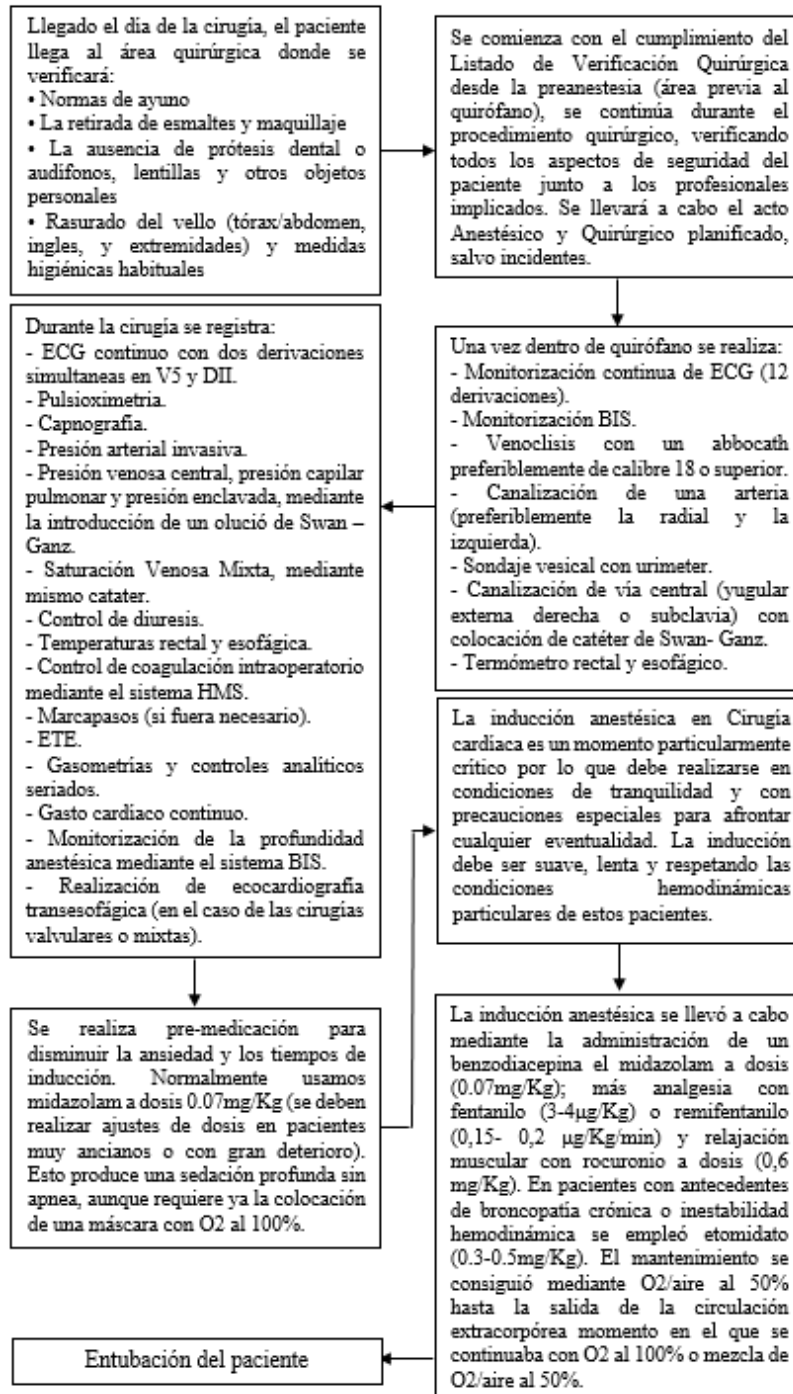 Llegado el día de la cirugía, el paciente
llega al área quirúrgica donde se
verificará:
• Normas de ayuno
• La retirada de esmaltes y maquillaje
• La ausencia de prótesis dental o
audífonos, lentillas y otros objetos
personales
• Rasurado del vello (tórax/abdomen,
ingles, y extremidades) y medidas
higiénicas habituales
Se comienza con el cumplimiento del
Listado de Verificación Quirúrgica
desde la preanestesia (área previa al
quirófano), se continúa durante el
procedimiento quirúrgico, verificando
todos los aspectos de seguridad del
paciente junto a los profesionales
implicados. Se llevará a cabo el acto
Anestésico y Quirúrgico planificado,
salvo incidentes.
Una vez dentro de quirófano se realiza:
- Monitorización continua de ECG (12
derivaciones).
- Monitorización BIS.
- Venoclisis con un abbocath
preferiblemente de calibre 18 o superior.
- Canalización de una arteria
(preferiblemente la radial y la
izquierda).
- Sondaje vesical con urimeter.
- Canalización de vía central (yugular
externa derecha o subclavia) con
colocación de catéter de Swan- Ganz.
- Termómetro rectal y esofágico.
Durante la cirugía se registra:
- ECG continuo con dos derivaciones
simultaneas en V5 y DII.
- Pulsioximetria.
- Capnografía.
- Presión arterial invasiva.
- Presión venosa central, presión capilar
pulmonar y presión enclavada, mediante
la introducción de un olució de Swan –
Ganz.
- Saturación Venosa Mixta, mediante
mismo catater.
- Control de diuresis.
- Temperaturas rectal y esofágica.
- Control de coagulación intraoperatorio
mediante el sistema HMS.
- Marcapasos (si fuera necesario).
- ETE.
- Gasometrías y controles analíticos
seriados.
- Gasto cardíaco continuo.
- Monitorización de la profundidad
anestésica mediante el sistema BIS.
- Realización de ecocardiografía
transesofágica (en el caso de las cirugías
valvulares o mixtas).
Se realiza pre-medicación para
disminuir la ansiedad y los tiempos de
inducción. Normalmente usamos
midazolam a dosis 0.07mg/Kg (se deben
realizar ajustes de dosis en pacientes
muy ancianos o con gran deterioro).
Esto produce una sedación profunda sin
apnea, aunque requiere ya la colocación
de una máscara con O2 al 100%.
La inducción anestésica en Cirugía
cardíaca es un momento particularmente
crítico por lo que debe realizarse en
condiciones de tranquilidad y con
precauciones especiales para afrontar
cualquier eventualidad. La inducción
debe ser suave, lenta y respetando las
condiciones hemodinámicas
particulares de estos pacientes.
La inducción anestésica se llevó a cabo
mediante la administración de un
benzodiacepina el midazolam a dosis
(0.07mg/Kg); más analgesia con
fentanilo (3-4µg/Kg) o remifentanilo
(0,15- 0,2 µg/Kg/min) y relajación
muscular con rocuronio a dosis (0,6
mg/Kg). En pacientes con antecedentes
de broncopatía crónica o inestabilidad
hemodinámica se empleó etomidato
(0.3-0.5mg/Kg). El mantenimiento se
consiguió mediante O2/aire al 50%
hasta la salida de la circulación
extracorpórea momento en el que se
continuaba con O2 al 100% o mezcla de
O2/aire al 50%.
Entubación del paciente